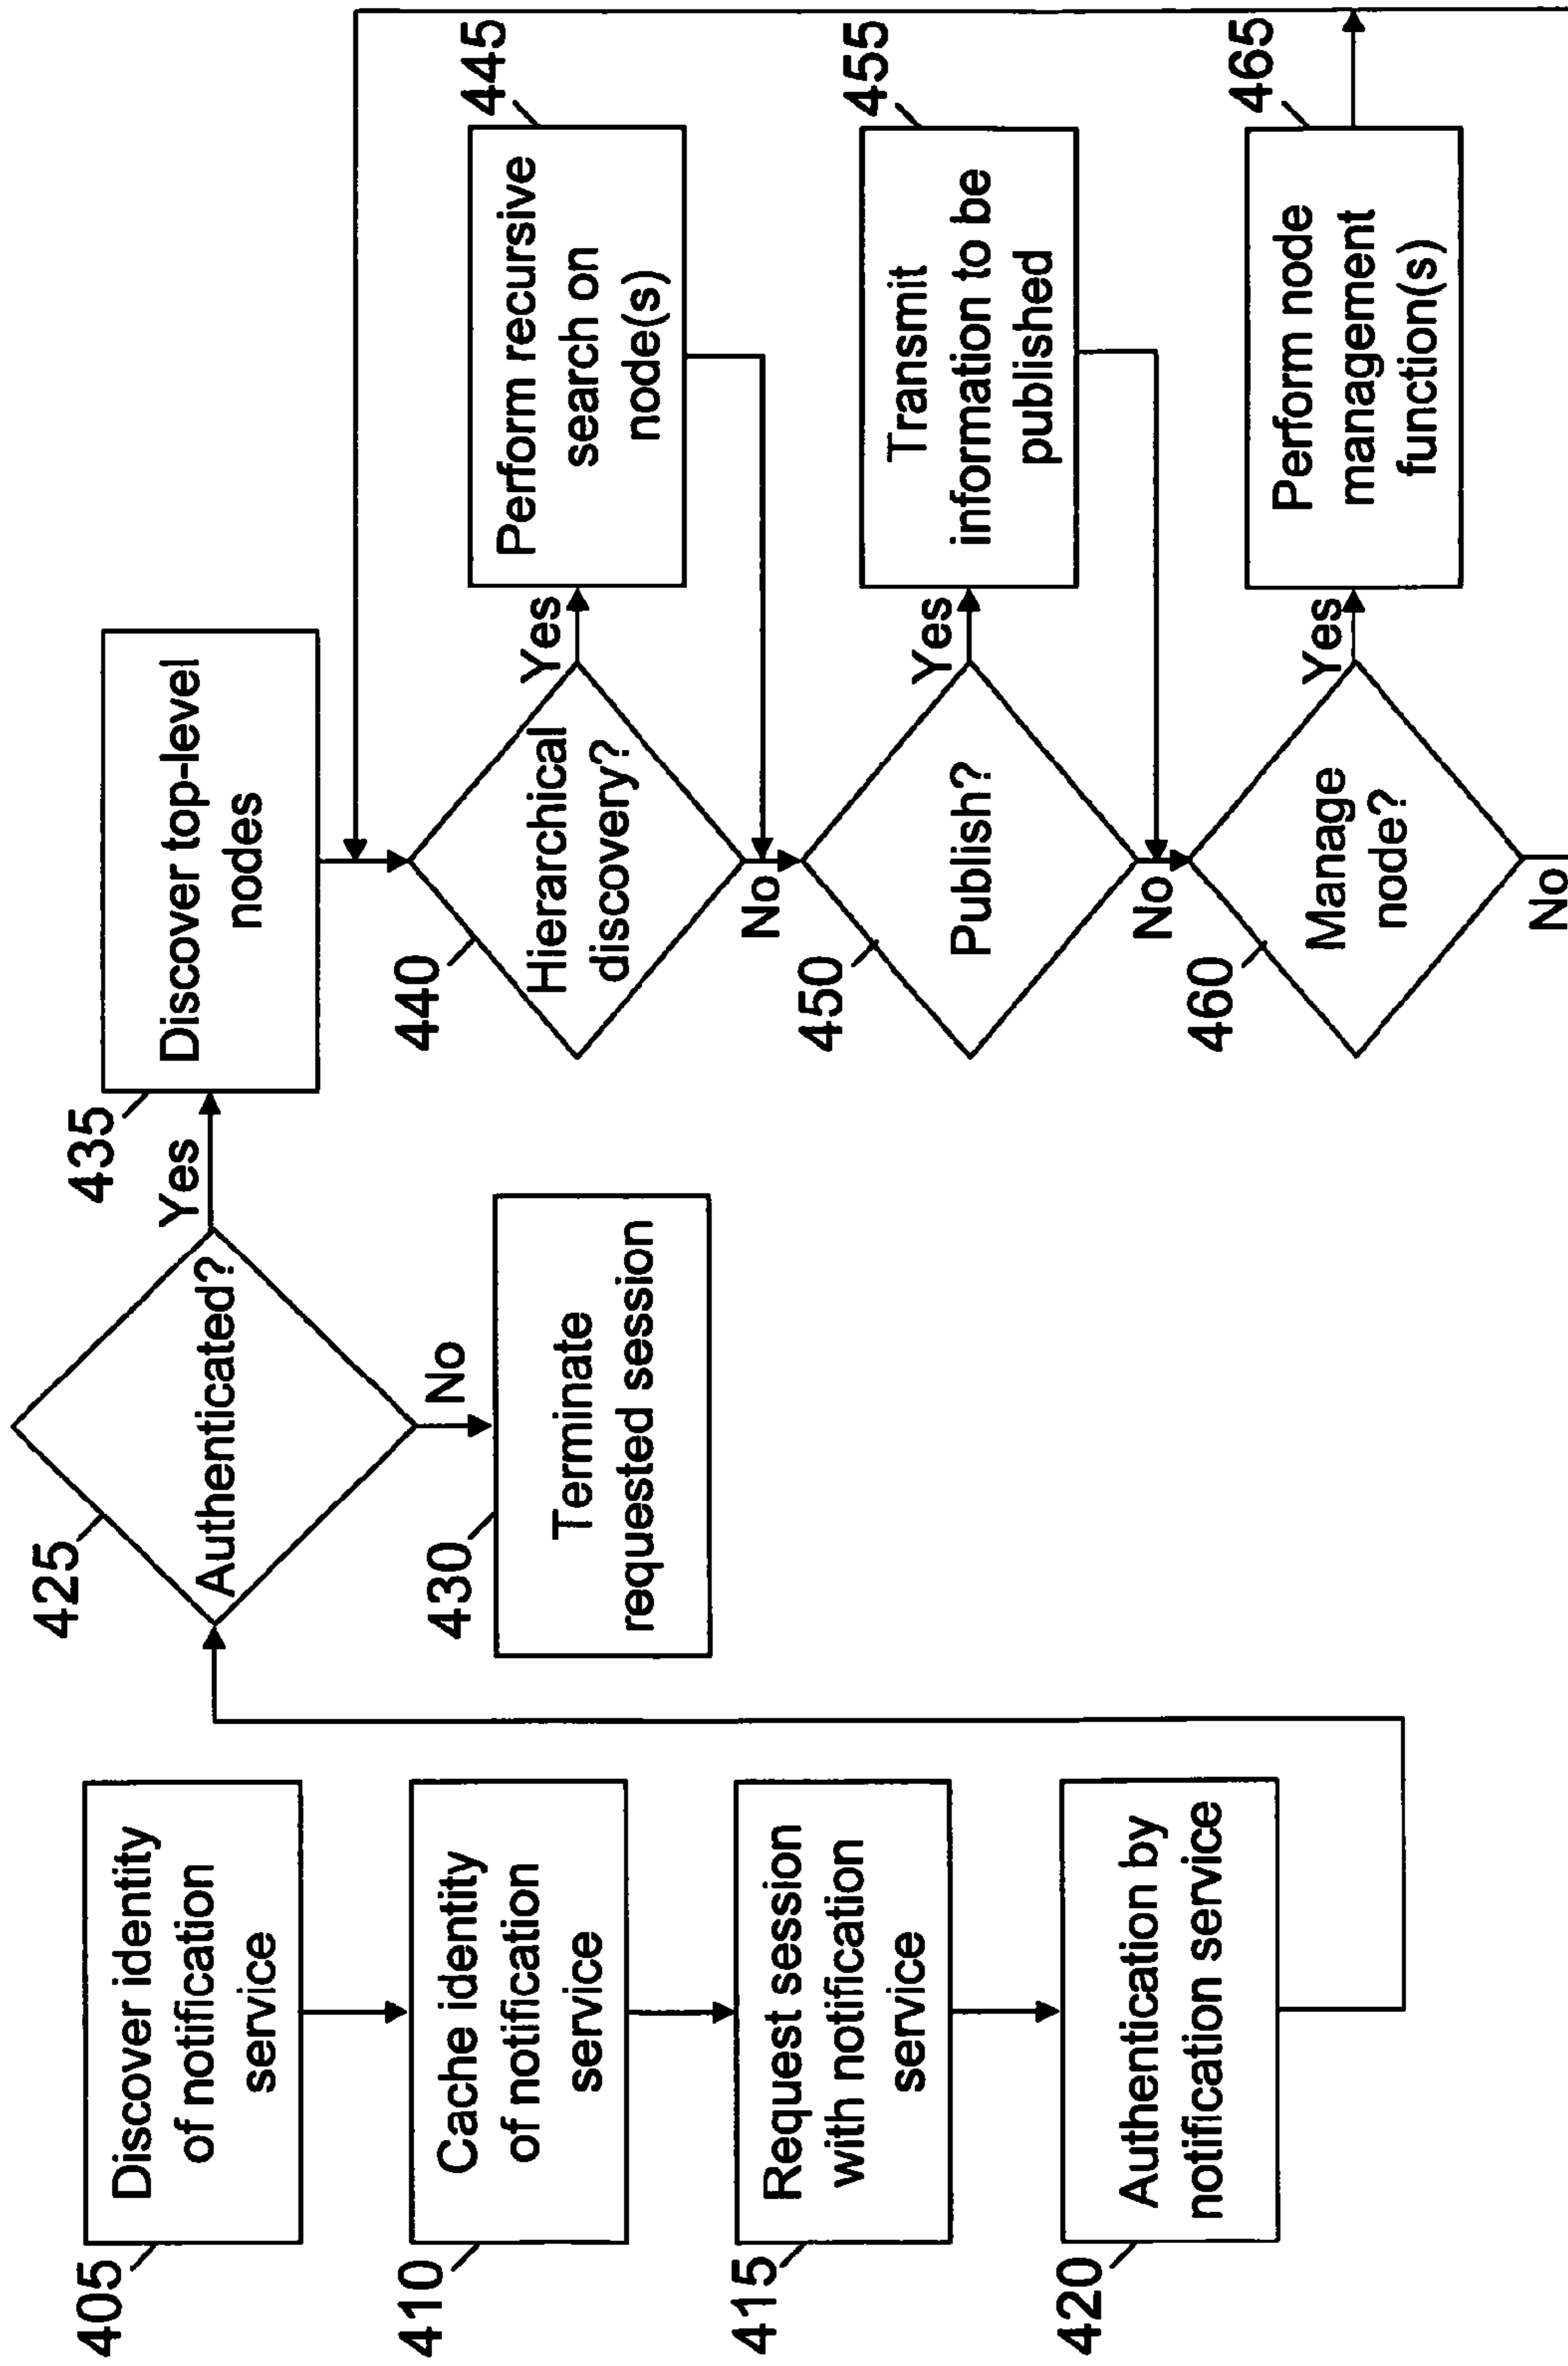 405
Discover identity
of notification
service
410
Cache identity
of notification
service
415
Request session
with notification
service
420
Authentication by
notification service
425
Authenticated?
Yes
No
430
Terminate
requested session
435
Discover top-level
nodes
440
Hierarchical
discovery?
Yes
No
445
Perform recursive
search on
node(s)
450
Publish?
Yes
No
455
Transmit
information to be
published
460
Manage
node?
Yes
No
465
Perform node
management
function(s)